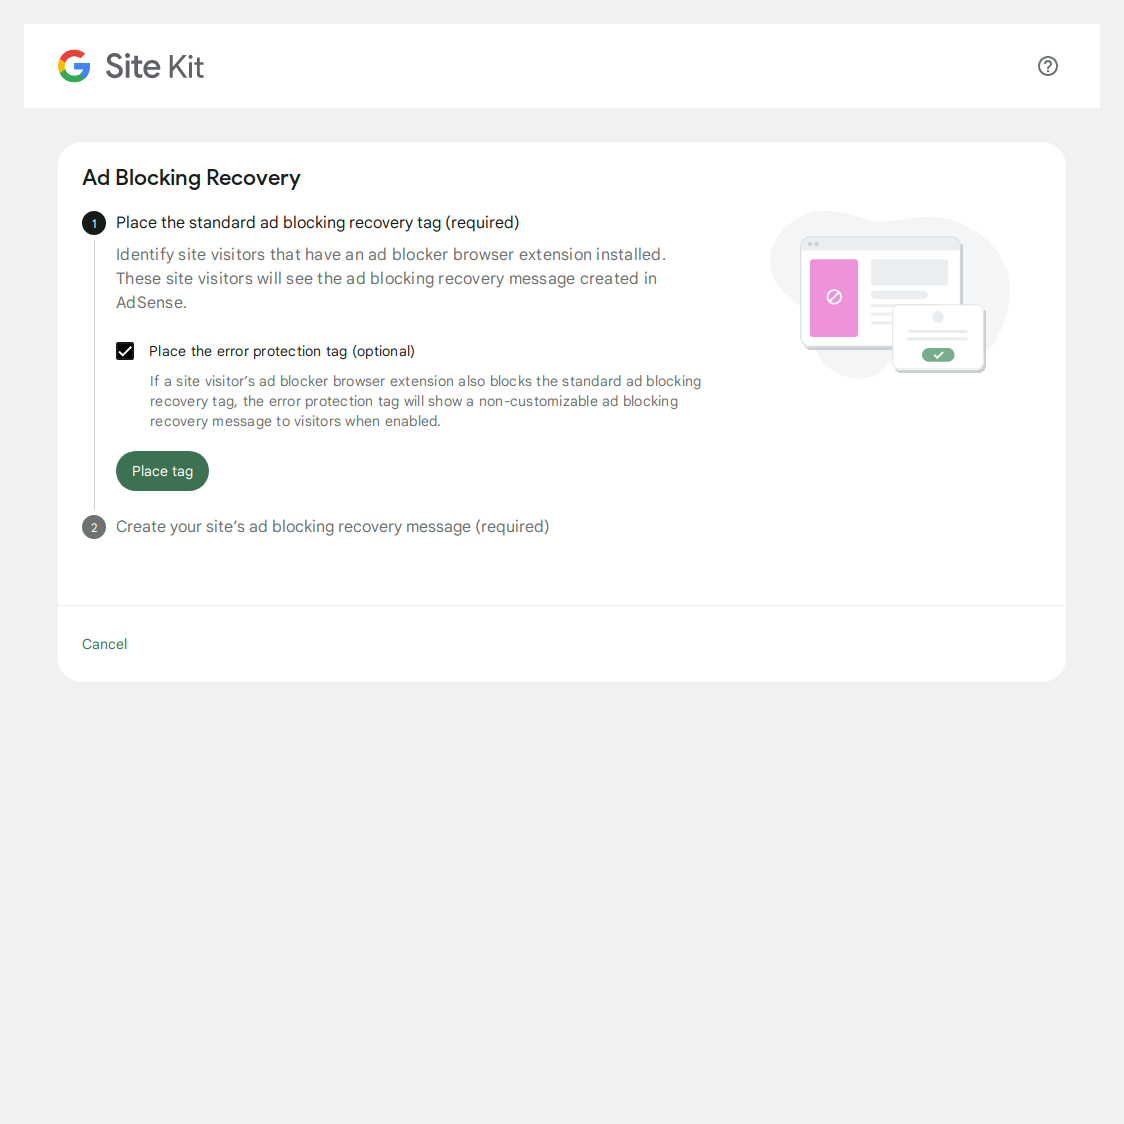 Site Kit
Ad Blocking Recovery
1 Place the standard ad blocking recovery tag (required)
Identify site visitors that have an ad blocker browser extension installed.
These site visitors will see the ad blocking recovery message created in
AdSense.
Place the error protection tag (optional)
If a site visitor’s ad blocker browser extension also blocks the standard ad blocking
recovery tag, the error protection tag will show a non-customizable ad blocking
recovery message to visitors when enabled.
Place tag
2 Create your site’s ad blocking recovery message (required)
Cancel